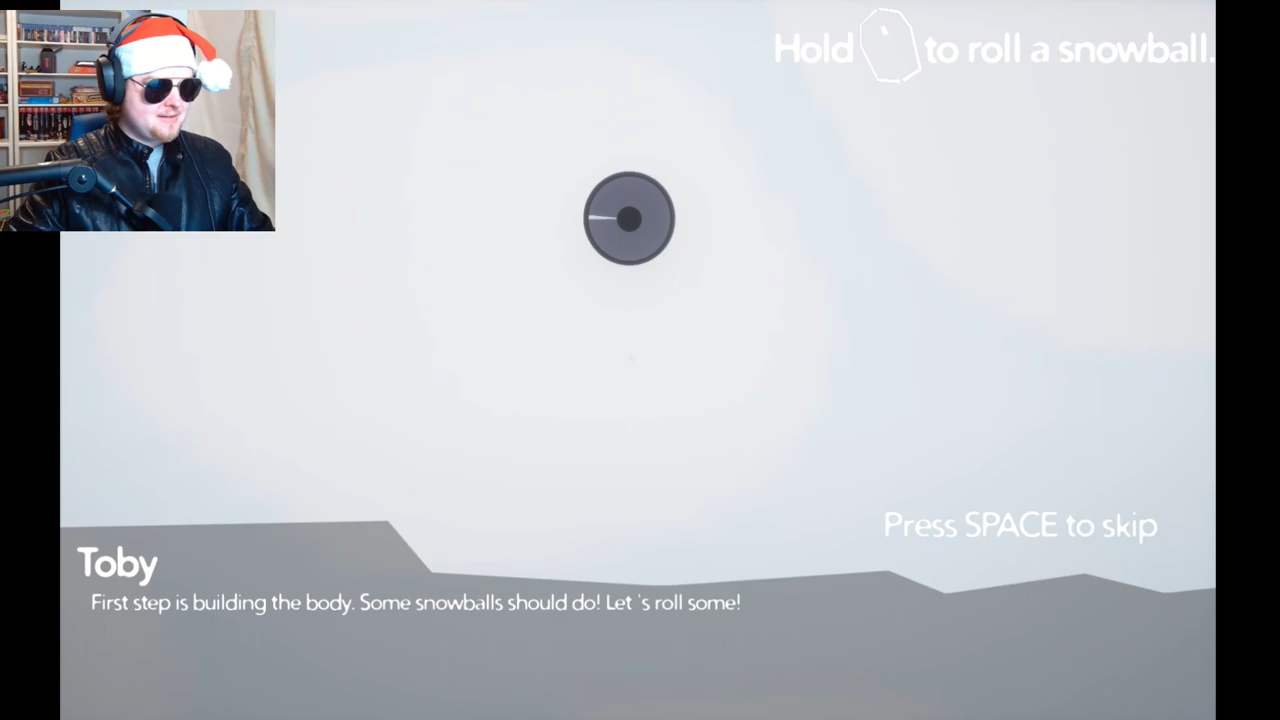 Hold to roll a snowball.
Press SPACE to skip
Toby
First step is building the body. Some snowballs should do! Let 's roll some!